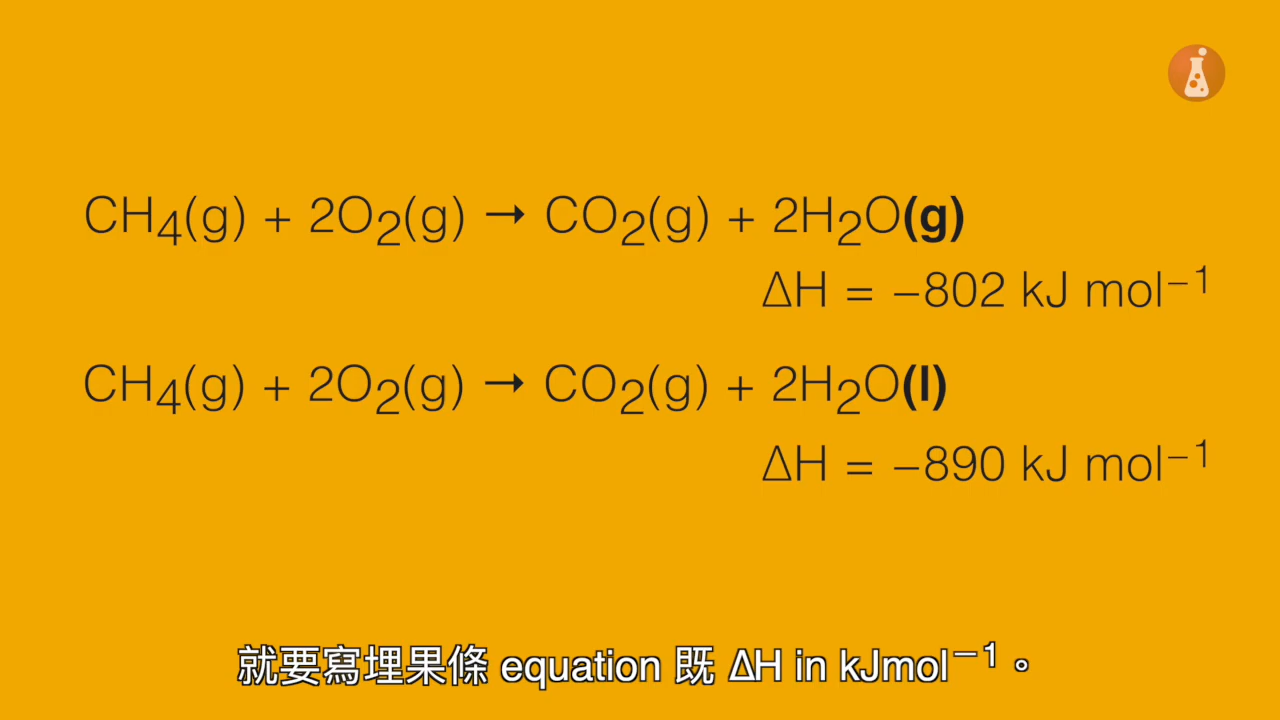 CH₄(g) + 2O₂(g) → CO₂(g) + 2H₂O(g)
ΔH = −802 kJ mol⁻¹
CH₄(g) + 2O₂(g) → CO₂(g) + 2H₂O(l)
ΔH = −890 kJ mol⁻¹
就要寫埋果條 equation 既 ΔH in kJmol⁻¹。